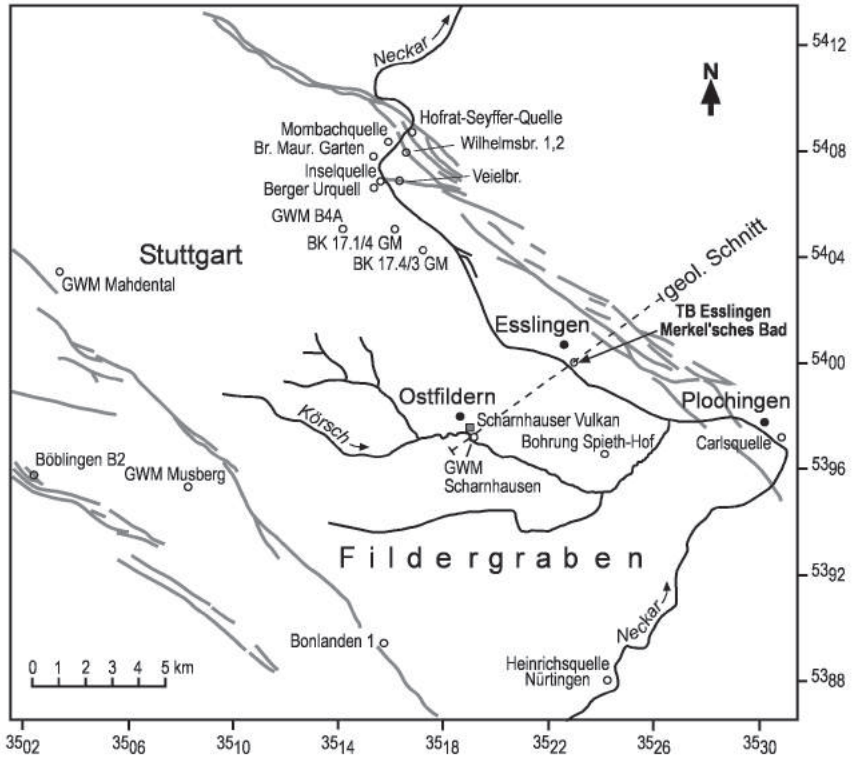 Neckar
5412
N
Hofrat-Seyffer-Quelle
Mombachquelle
Wilhelmsbr. 1,2
Br. Maur. Garten
5408
Inselquelle
Veielbr.
Berger Urquell
GWM B4A
BK 17.1/4 GM
Stuttgart
BK 17.4/3 GM
5404
geol. Schnitt
GWM Mahdental
TB Esslingen
Merkel'sches Bad
Esslingen
5400
Ostfildern
Plochingen
Körsch
Scharnhauser Vulkan
Bohrung Spieth-Hof
Carlsquelle
Böblingen B2
GWM Musberg
GWM
Scharnhausen
5396
Fildergraben
5392
Neckar
Bonlanden 1
Heinrichsquelle
Nürtingen
0 1 2 3 4 5 km
5388
3502 3506 3510 3514 3518 3522 3526 3530